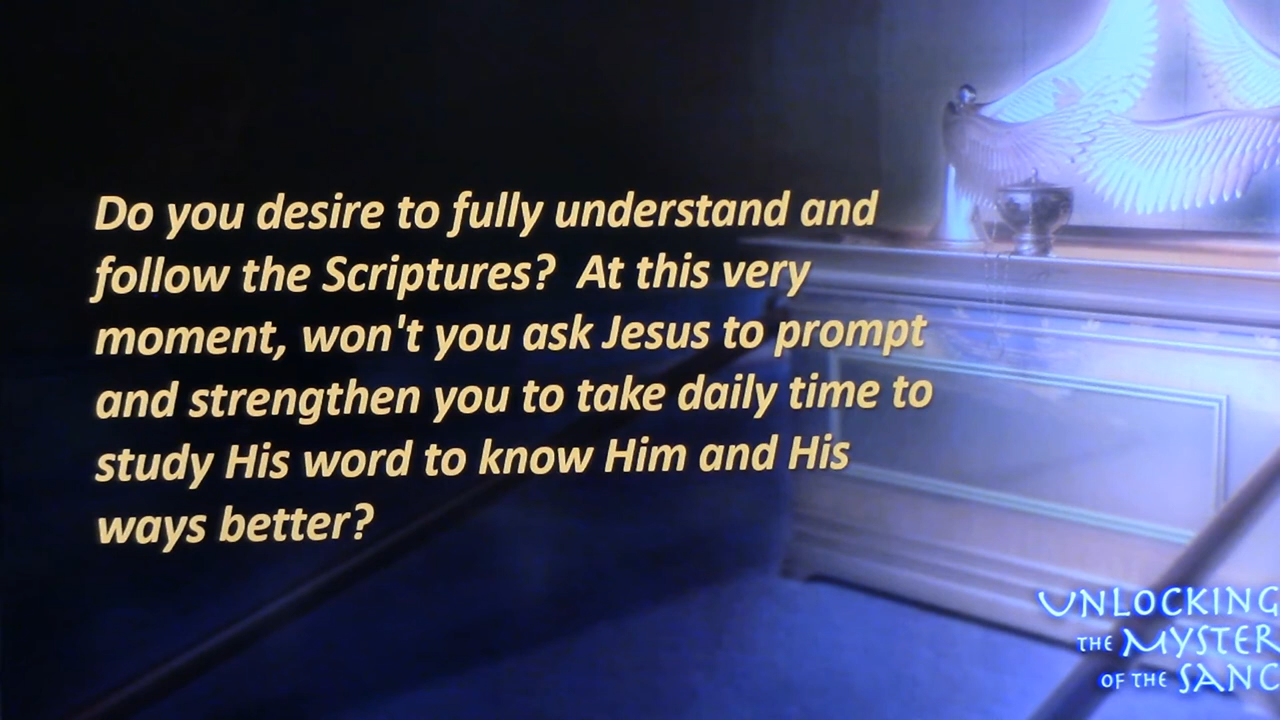 Do you desire to fully understand and
follow the Scriptures?  At this very
moment, won't you ask Jesus to prompt
and strengthen you to take daily time to
study His word to know Him and His
ways better?
UNLOCKING
THE MYSTER
OF THE SANC